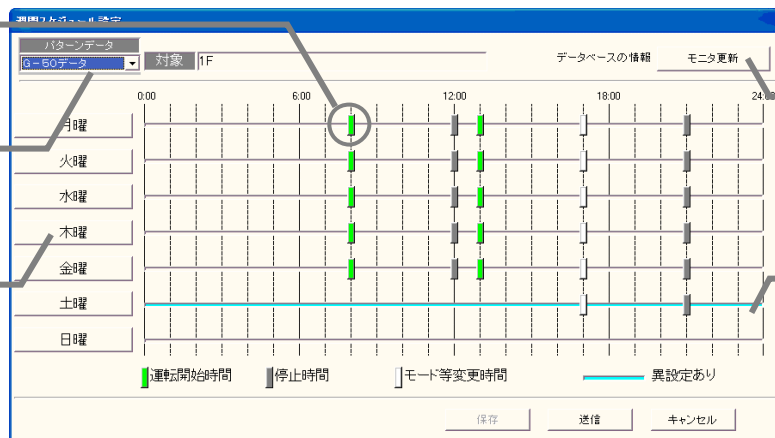 週間スケジュール設定
パターンデータ
G-50データ
対象 1F
データベースの情報 モニタ更新
0:00 6:00 12:00 18:00 24:00
月曜
火曜
水曜
木曜
金曜
土曜
日曜
運転開始時間 停止時間 モード等変更時間 異設定あり
保存 送信 キャンセル